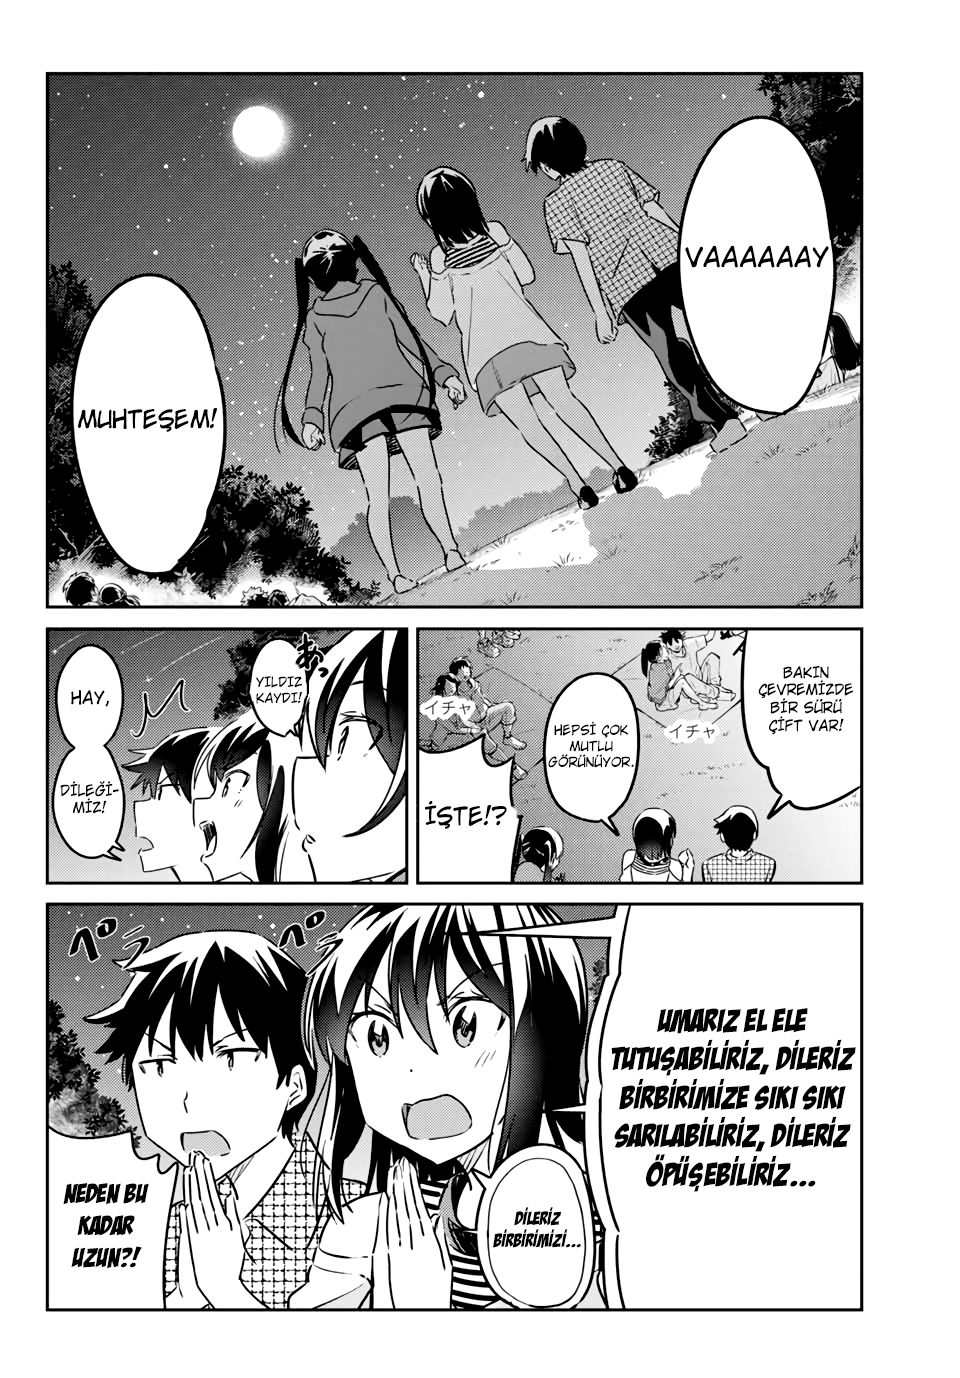 VAAAAAAY
MUHTEŞEM!
BAKIN
ÇEVREMİZDE
BİR SÜRÜ
ÇİFT VAR!
イチャ
HEPSİ ÇOK
MUTLU
GÖRÜNÜYOR.
イチャ
İŞTE!?
あっ
YILDIZ
KAYDI!
HAY,
DİLEĞİ-
MİZ!
UMARIZ EL ELE
TUTUŞABİLİRİZ, DİLERİZ
BİRBİRİMİZE SIKI SIKI
SARILABİLİRİZ, DİLERİZ
ÖPÜŞEBİLİRİZ...
DİLERİZ
BİRBİRİMİZİ...
ペラ
ペラ
NEDEN BU
KADAR
UZUN?!